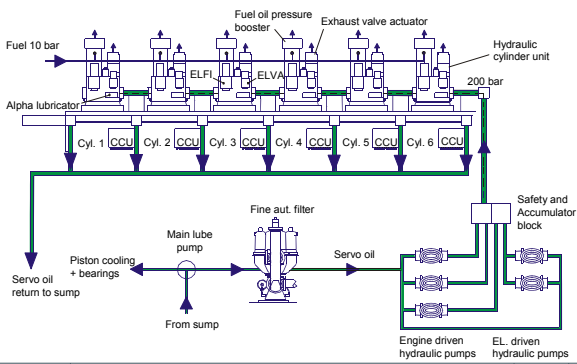 Fuel oil pressure
booster
Exhaust valve actuator
Fuel 10 bar
Hydraulic
cylinder unit
ELFI
ELVA
200 bar
Alpha lubricator
Cyl. 1
CCU
Cyl. 2
CCU
Cyl. 3
CCU
Cyl. 4
CCU
Cyl. 5
CCU
Cyl. 6
CCU
Safety and
Accumulator
block
Fine aut. filter
Main lube
pump
Servo oil
Piston cooling
+ bearings
Servo oil
return to sump
From sump
Engine driven
hydraulic pumps
EL. driven
hydraulic pumps